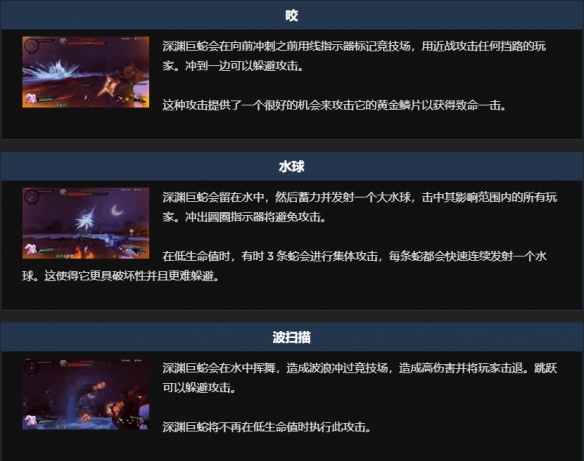 咬
深渊巨蛇会在向前冲刺之前用线指示器标记竞技场，用近战攻击任何挡路的玩
家。冲到一边可以躲避攻击。
这种攻击提供了一个很好的机会来攻击它的黄金鳞片以获得致命一击。
水球
深渊巨蛇会留在水中，然后蓄力并发射一个大水球，击中其影响范围内的所有玩
家。冲出圆圈指示器将避免攻击。
在低生命值时，有时 3 条蛇会进行集体攻击，每条蛇都会快速连续发射一个水
球。这使得它更具破坏性并且更难躲避。
波扫描
深渊巨蛇会在水中挥舞，造成波浪冲过竞技场，造成高伤害并将玩家击退。跳跃
可以躲避攻击。
深渊巨蛇将不再在低生命值时执行此攻击。